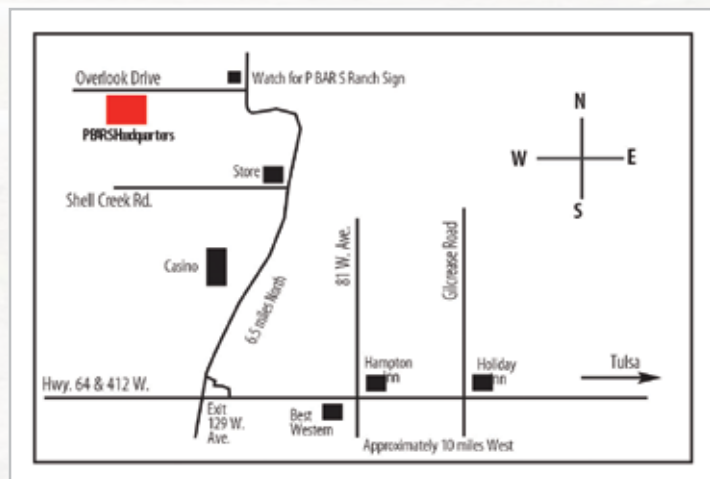 Overlook Drive
Watch for P BAR S Ranch Sign
PBARSHeadquarters
N
W
E
S
Store
Shell Creek Rd.
Casino
6.5 miles North
81 W. Ave.
Gilcrease Road
Hampton
Inn
Holiday
Inn
Tulsa
Hwy. 64 & 412 W.
Exit
129 W.
Ave.
Best
Western
Approximately 10 miles West